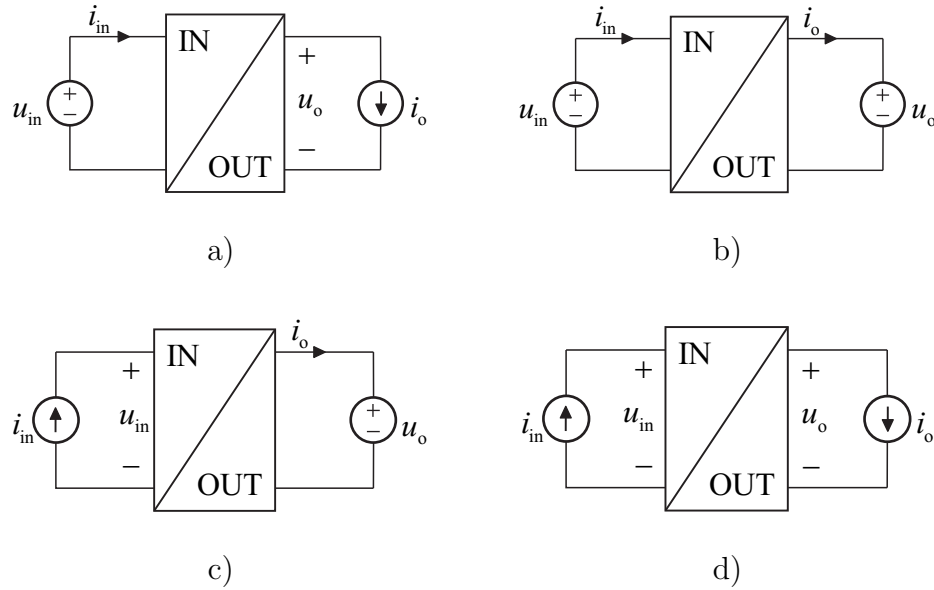 i_in IN i_in IN i_o
+ +
u_in + − u_o i_o u_in + − + − u_o
−
OUT OUT
a) b)
i_o
IN IN
+ + +
i_in u_in + − u_o i_in u_in u_o i_o
− − −
OUT OUT
c) d)